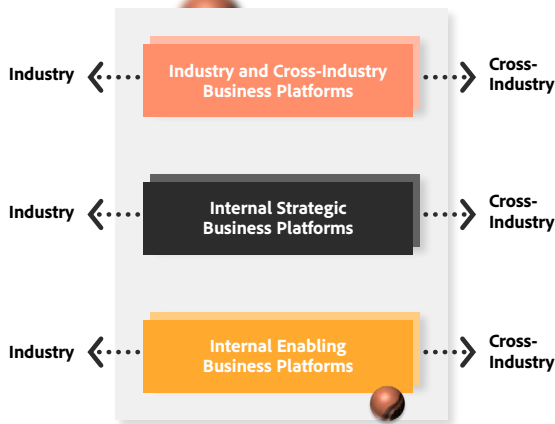 Industry
Industry and Cross-Industry
Business Platforms
Cross-
Industry
Industry
Internal Strategic
Business Platforms
Cross-
Industry
Industry
Internal Enabling
Business Platforms
Cross-
Industry